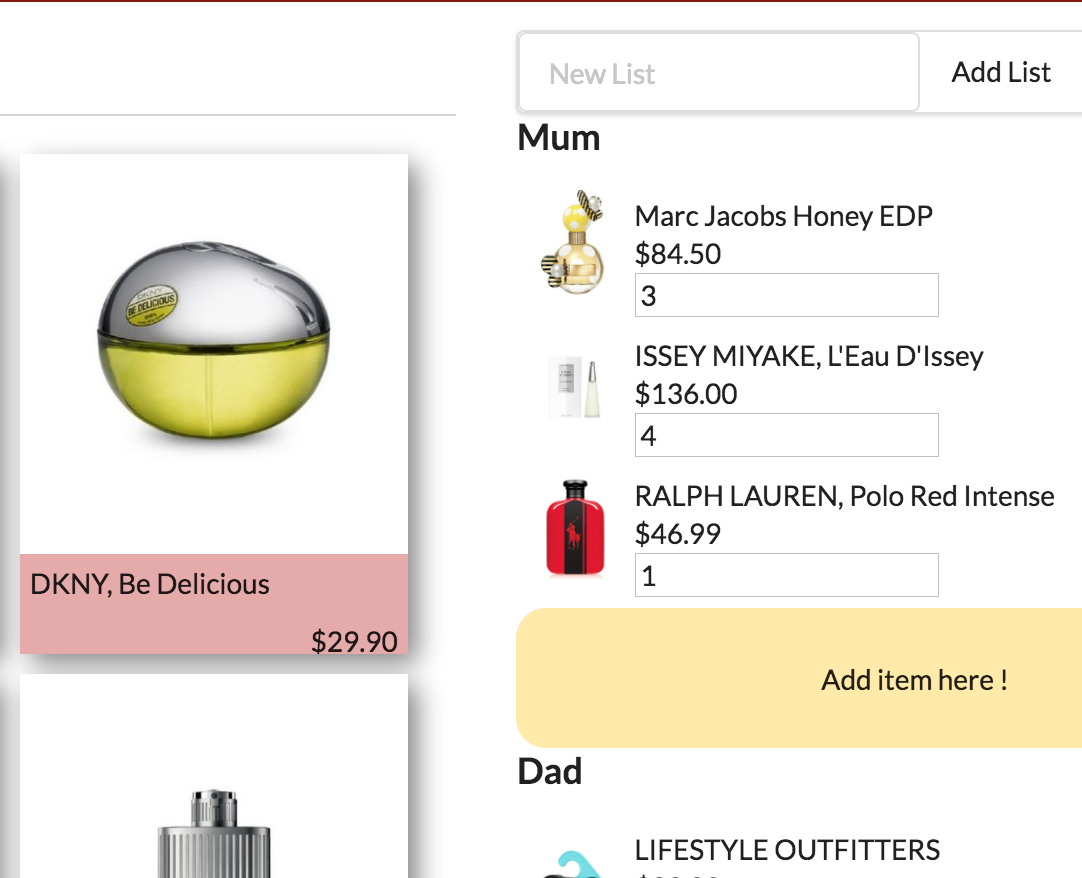 New List
Add List
Mum
Marc Jacobs Honey EDP
$84.50
3
ISSEY MIYAKE, L'Eau D'Issey
$136.00
4
RALPH LAUREN, Polo Red Intense
$46.99
1
Add item here !
Dad
LIFESTYLE OUTFITTERS
DKNY
BE DELICIOUS
DKNY, Be Delicious
$29.90